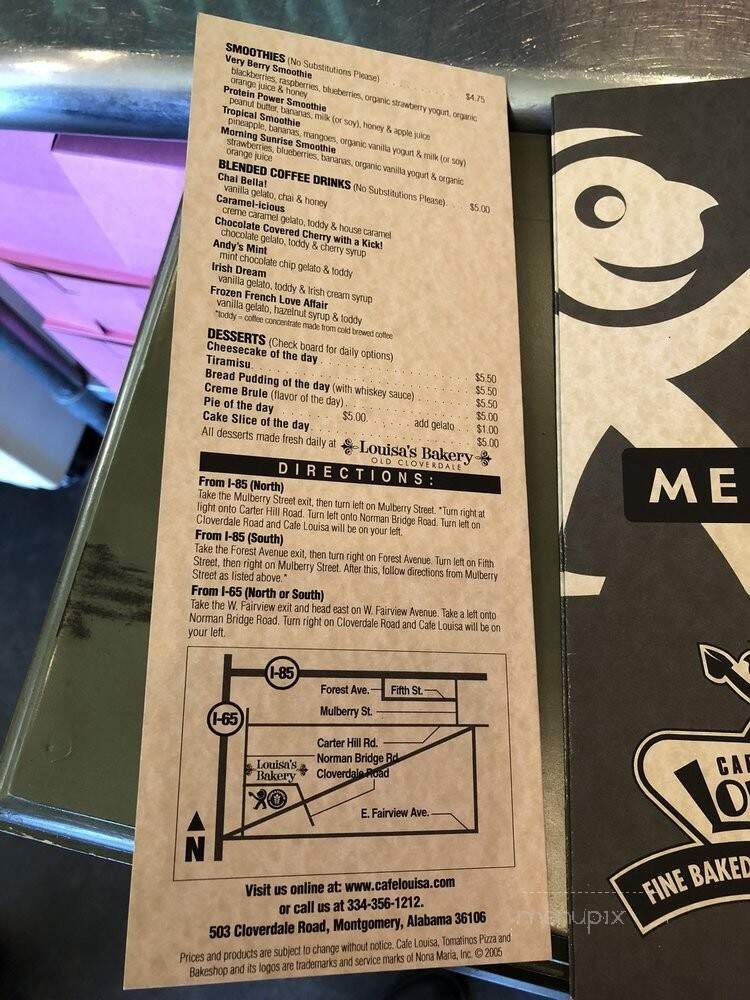 SMOOTHIES (No Substitutions Please) . . . . . . . . . . . $4.75
Very Berry Smoothie
blackberries, raspberries, blueberries, organic strawberry yogurt, organic
orange juice & honey
Protein Power Smoothie
peanut butter, bananas, milk (or soy), honey & apple juice
Tropical Smoothie
pineapple, bananas, mangoes, organic vanilla yogurt & milk (or soy)
Morning Sunrise Smoothie
strawberries, blueberries, bananas, organic vanilla yogurt & organic
orange juice
BLENDED COFFEE DRINKS (No Substitutions Please) . . . $5.00
Chai Bella!
vanilla gelato, chai & honey
Caramel-icious
creme caramel gelato, toddy & house caramel
Chocolate Covered Cherry with a Kick!
chocolate gelato, toddy & cherry syrup
Andy's Mint
mint chocolate chip gelato & toddy
Irish Dream
vanilla gelato, toddy & Irish cream syrup
Frozen French Love Affair
vanilla gelato, hazelnut syrup & toddy
*toddy = coffee concentrate made from cold brewed coffee
DESSERTS (Check board for daily options)
Cheesecake of the day . . . . . . . . . . $5.50
Tiramisu . . . . . . . . . . $5.50
Bread Pudding of the day (with whiskey sauce) . . . . . $5.50
Creme Brule (flavor of the day) . . . . . . . . . . $5.00
Pie of the day . . . . . $5.00 . . . . . add gelato . . . $1.00
Cake Slice of the day . . . . . . . . . . $5.00
All desserts made fresh daily at Louisa's Bakery
OLD CLOVERDALE
DIRECTIONS:
From I-85 (North)
Take the Mulberry Street exit, then turn left on Mulberry Street. *Turn right at
light onto Carter Hill Road. Turn left onto Norman Bridge Road. Turn left on
Cloverdale Road and Cafe Louisa will be on your left.
From I-85 (South)
Take the Forest Avenue exit, then turn right on Forest Avenue. Turn left on Fifth
Street, then right on Mulberry Street. After this, follow directions from Mulberry
Street as listed above.*
From I-65 (North or South)
Take the W. Fairview exit and head east on W. Fairview Avenue. Take a left onto
Norman Bridge Road. Turn right on Cloverdale Road and Cafe Louisa will be on
your left.
I-85
Forest Ave. Fifth St.
I-65
Mulberry St.
Carter Hill Rd.
Norman Bridge Rd
Louisa's
Bakery
Cloverdale Road
E. Fairview Ave.
N
Visit us online at: www.cafelouisa.com
or call us at 334-356-1212.
503 Cloverdale Road, Montgomery, Alabama 36106
Prices and products are subject to change without notice. Cafe Louisa, Tomatinos Pizza and
Bakeshop and its logos are trademarks and service marks of Nona Maria, Inc. © 2005
ME
CAF
LO
FINE BAKED
menupix